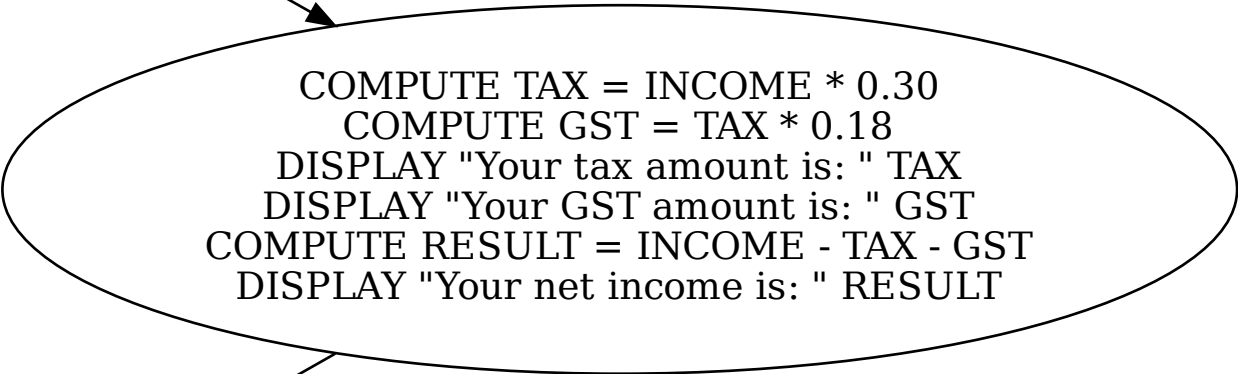 COMPUTE TAX = INCOME * 0.30
COMPUTE GST = TAX * 0.18
DISPLAY "Your tax amount is: " TAX
DISPLAY "Your GST amount is: " GST
COMPUTE RESULT = INCOME - TAX - GST
DISPLAY "Your net income is: " RESULT